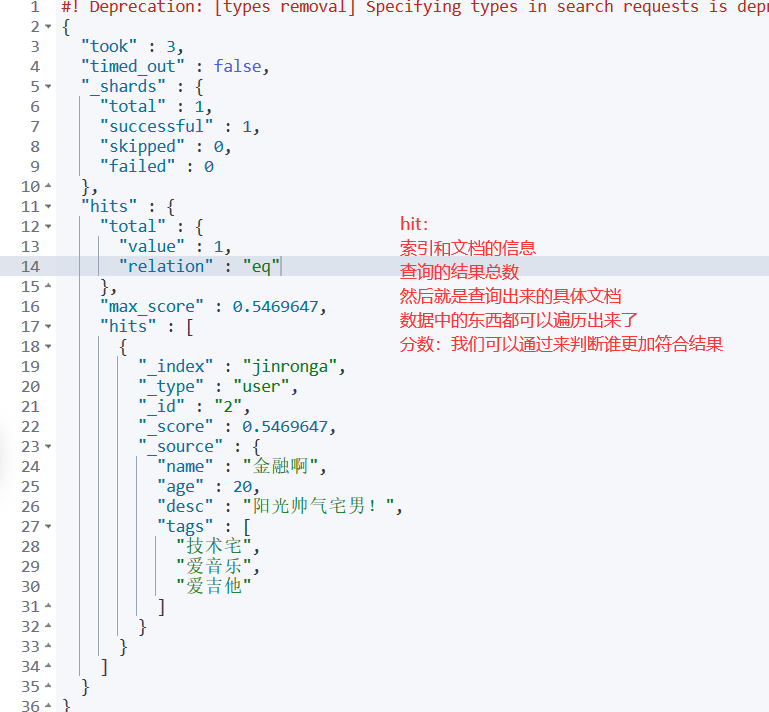 1 #! Deprecation: [types removal] Specifying types in search requests is depr
2 {
3 "took" : 3,
4 "timed_out" : false,
5 "_shards" : {
6 "total" : 1,
7 "successful" : 1,
8 "skipped" : 0,
9 "failed" : 0
10 },
11 "hits" : {
12 "total" : {
13 "value" : 1,
14 "relation" : "eq"
15 },
16 "max_score" : 0.5469647,
17 "hits" : [
18 {
19 "_index" : "jinronga",
20 "_type" : "user",
21 "_id" : "2",
22 "_score" : 0.5469647,
23 "_source" : {
24 "name" : "金融啊",
25 "age" : 20,
26 "desc" : "阳光帅气宅男！",
27 "tags" : [
28 "技术宅",
29 "爱音乐",
30 "爱吉他"
31 ]
32 }
33 }
34 ]
35 }
36 }
hit：
索引和文档的信息
查询的结果总数
然后就是查询出来的具体文档
数据中的东西都可以遍历出来了
分数：我们可以通过来判断谁更加符合结果